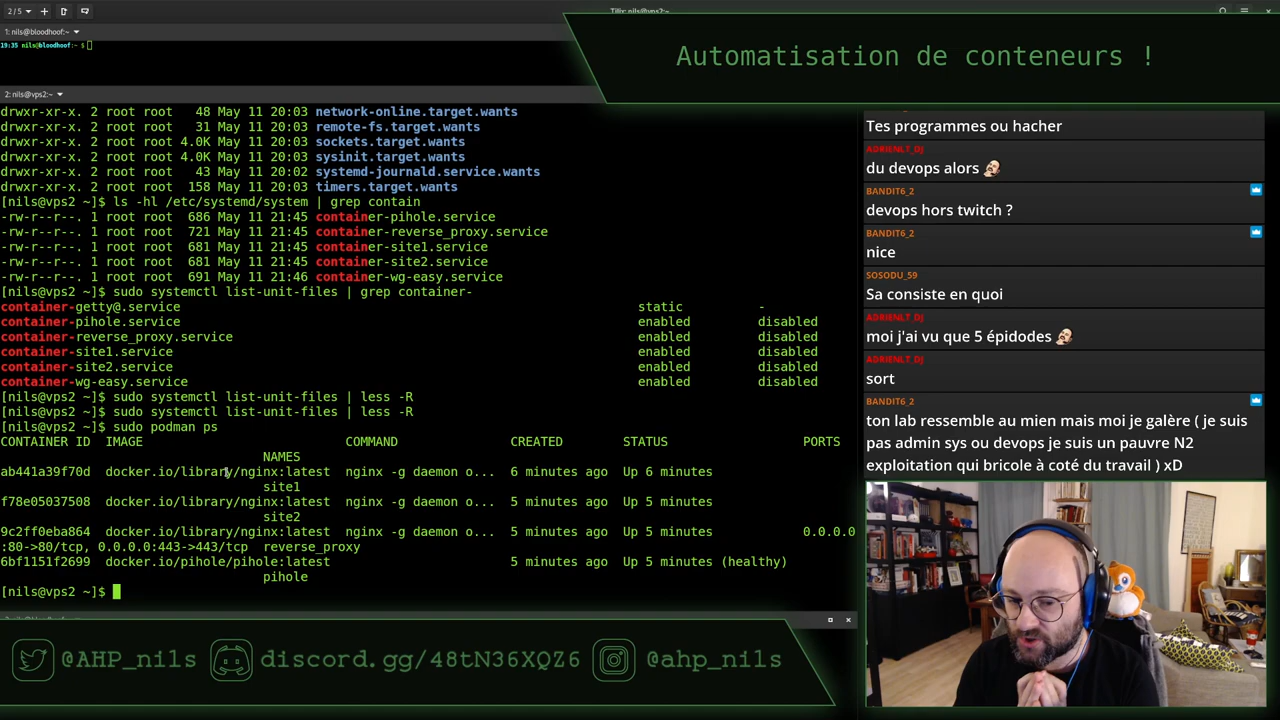 2 / 5
Tilix: nils@vps2:~
1: nils@bloodhoof:~
19:35 nils@bloodhoof:~ $
Automatisation de conteneurs !
2: nils@vps2:~
drwxr-xr-x. 2 root root   48 May 11 20:03 network-online.target.wants
drwxr-xr-x. 2 root root   31 May 11 20:03 remote-fs.target.wants
drwxr-xr-x. 2 root root 4.0K May 11 20:03 sockets.target.wants
drwxr-xr-x. 2 root root 4.0K May 11 20:03 sysinit.target.wants
drwxr-xr-x. 2 root root   43 May 11 20:02 systemd-journald.service.wants
drwxr-xr-x. 2 root root  158 May 11 20:03 timers.target.wants
[nils@vps2 ~]$ ls -hl /etc/systemd/system | grep contain
-rw-r--r--. 1 root root  686 May 11 21:45 container-pihole.service
-rw-r--r--. 1 root root  721 May 11 21:45 container-reverse_proxy.service
-rw-r--r--. 1 root root  681 May 11 21:45 container-site1.service
-rw-r--r--. 1 root root  681 May 11 21:45 container-site2.service
-rw-r--r--. 1 root root  691 May 11 21:46 container-wg-easy.service
[nils@vps2 ~]$ sudo systemctl list-unit-files | grep container-
container-getty@.service static -
container-pihole.service enabled disabled
container-reverse_proxy.service enabled disabled
container-site1.service enabled disabled
container-site2.service enabled disabled
container-wg-easy.service enabled disabled
[nils@vps2 ~]$ sudo systemctl list-unit-files | less -R
[nils@vps2 ~]$ sudo systemctl list-unit-files | less -R
[nils@vps2 ~]$ sudo podman ps
CONTAINER ID  IMAGE COMMAND CREATED STATUS PORTS
NAMES
ab441a39f70d  docker.io/library/nginx:latest  nginx -g daemon o...  6 minutes ago  Up 6 minutes
site1
f78e05037508  docker.io/library/nginx:latest  nginx -g daemon o...  5 minutes ago  Up 5 minutes
site2
9c2ff0eba864  docker.io/library/nginx:latest  nginx -g daemon o...  5 minutes ago  Up 5 minutes 0.0.0.0
:80->80/tcp, 0.0.0.0:443->443/tcp  reverse_proxy
6bf1151f2699  docker.io/pihole/pihole:latest 5 minutes ago  Up 5 minutes (healthy)
pihole
[nils@vps2 ~]$
Tes programmes ou hacher
ADRIENLT_DJ
du devops alors
BANDIT6_2
devops hors twitch ?
BANDIT6_2
nice
SOSODU_59
Sa consiste en quoi
ADRIENLT_DJ
moi j'ai vu que 5 épidodes
ADRIENLT_DJ
sort
BANDIT6_2
ton lab ressemble au mien mais moi je galère ( je suis
pas admin sys ou devops je suis un pauvre N2
exploitation qui bricole à coté du travail ) xD
@AHP_nils discord.gg/48tN36XQZ6 @ahp_nils